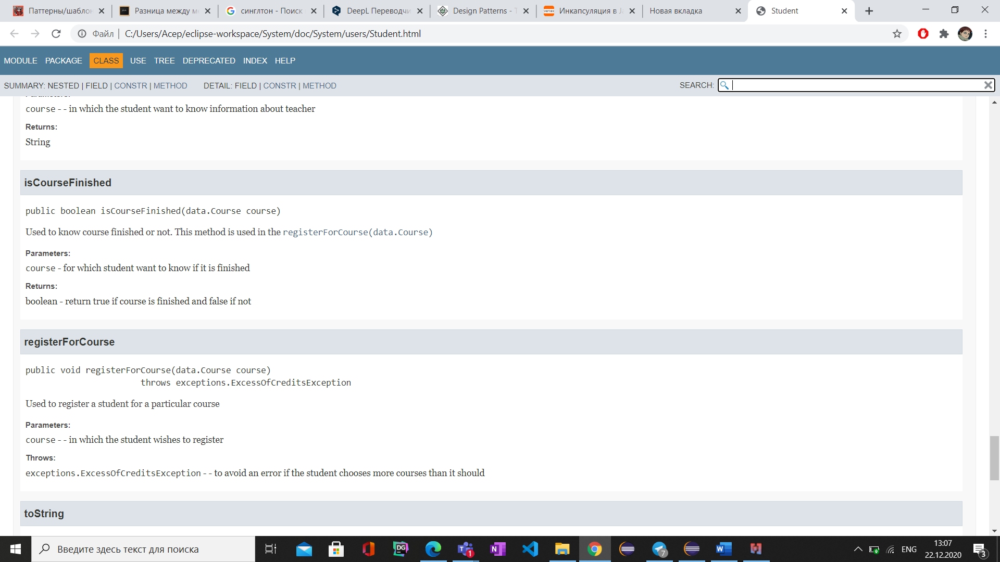 Паттерны/шабло
Разница между м
синглтон - Поиск
DeepL Переводчи
Design Patterns - T
Инкапсуляция в Ja
Новая вкладка
Student
Файл
C:/Users/Acep/eclipse-workspace/System/doc/System/users/Student.html
MODULE PACKAGE CLASS USE TREE DEPRECATED INDEX HELP
SUMMARY: NESTED | FIELD | CONSTR | METHOD DETAIL: FIELD | CONSTR | METHOD
SEARCH:
Parameters:
course - - in which the student want to know information about teacher
Returns:
String
isCourseFinished
public boolean isCourseFinished(data.Course course)
Used to know course finished or not. This method is used in the registerForCourse(data.Course)
Parameters:
course - for which student want to know if it is finished
Returns:
boolean - return true if course is finished and false if not
registerForCourse
public void registerForCourse(data.Course course)
throws exceptions.ExcessOfCreditsException
Used to register a student for a particular course
Parameters:
course - - in which the student wishes to register
Throws:
exceptions.ExcessOfCreditsException - - to avoid an error if the student chooses more courses than it should
toString
Введите здесь текст для поиска
DG
1
N
7
W
ENG
13:07
22.12.2020
3